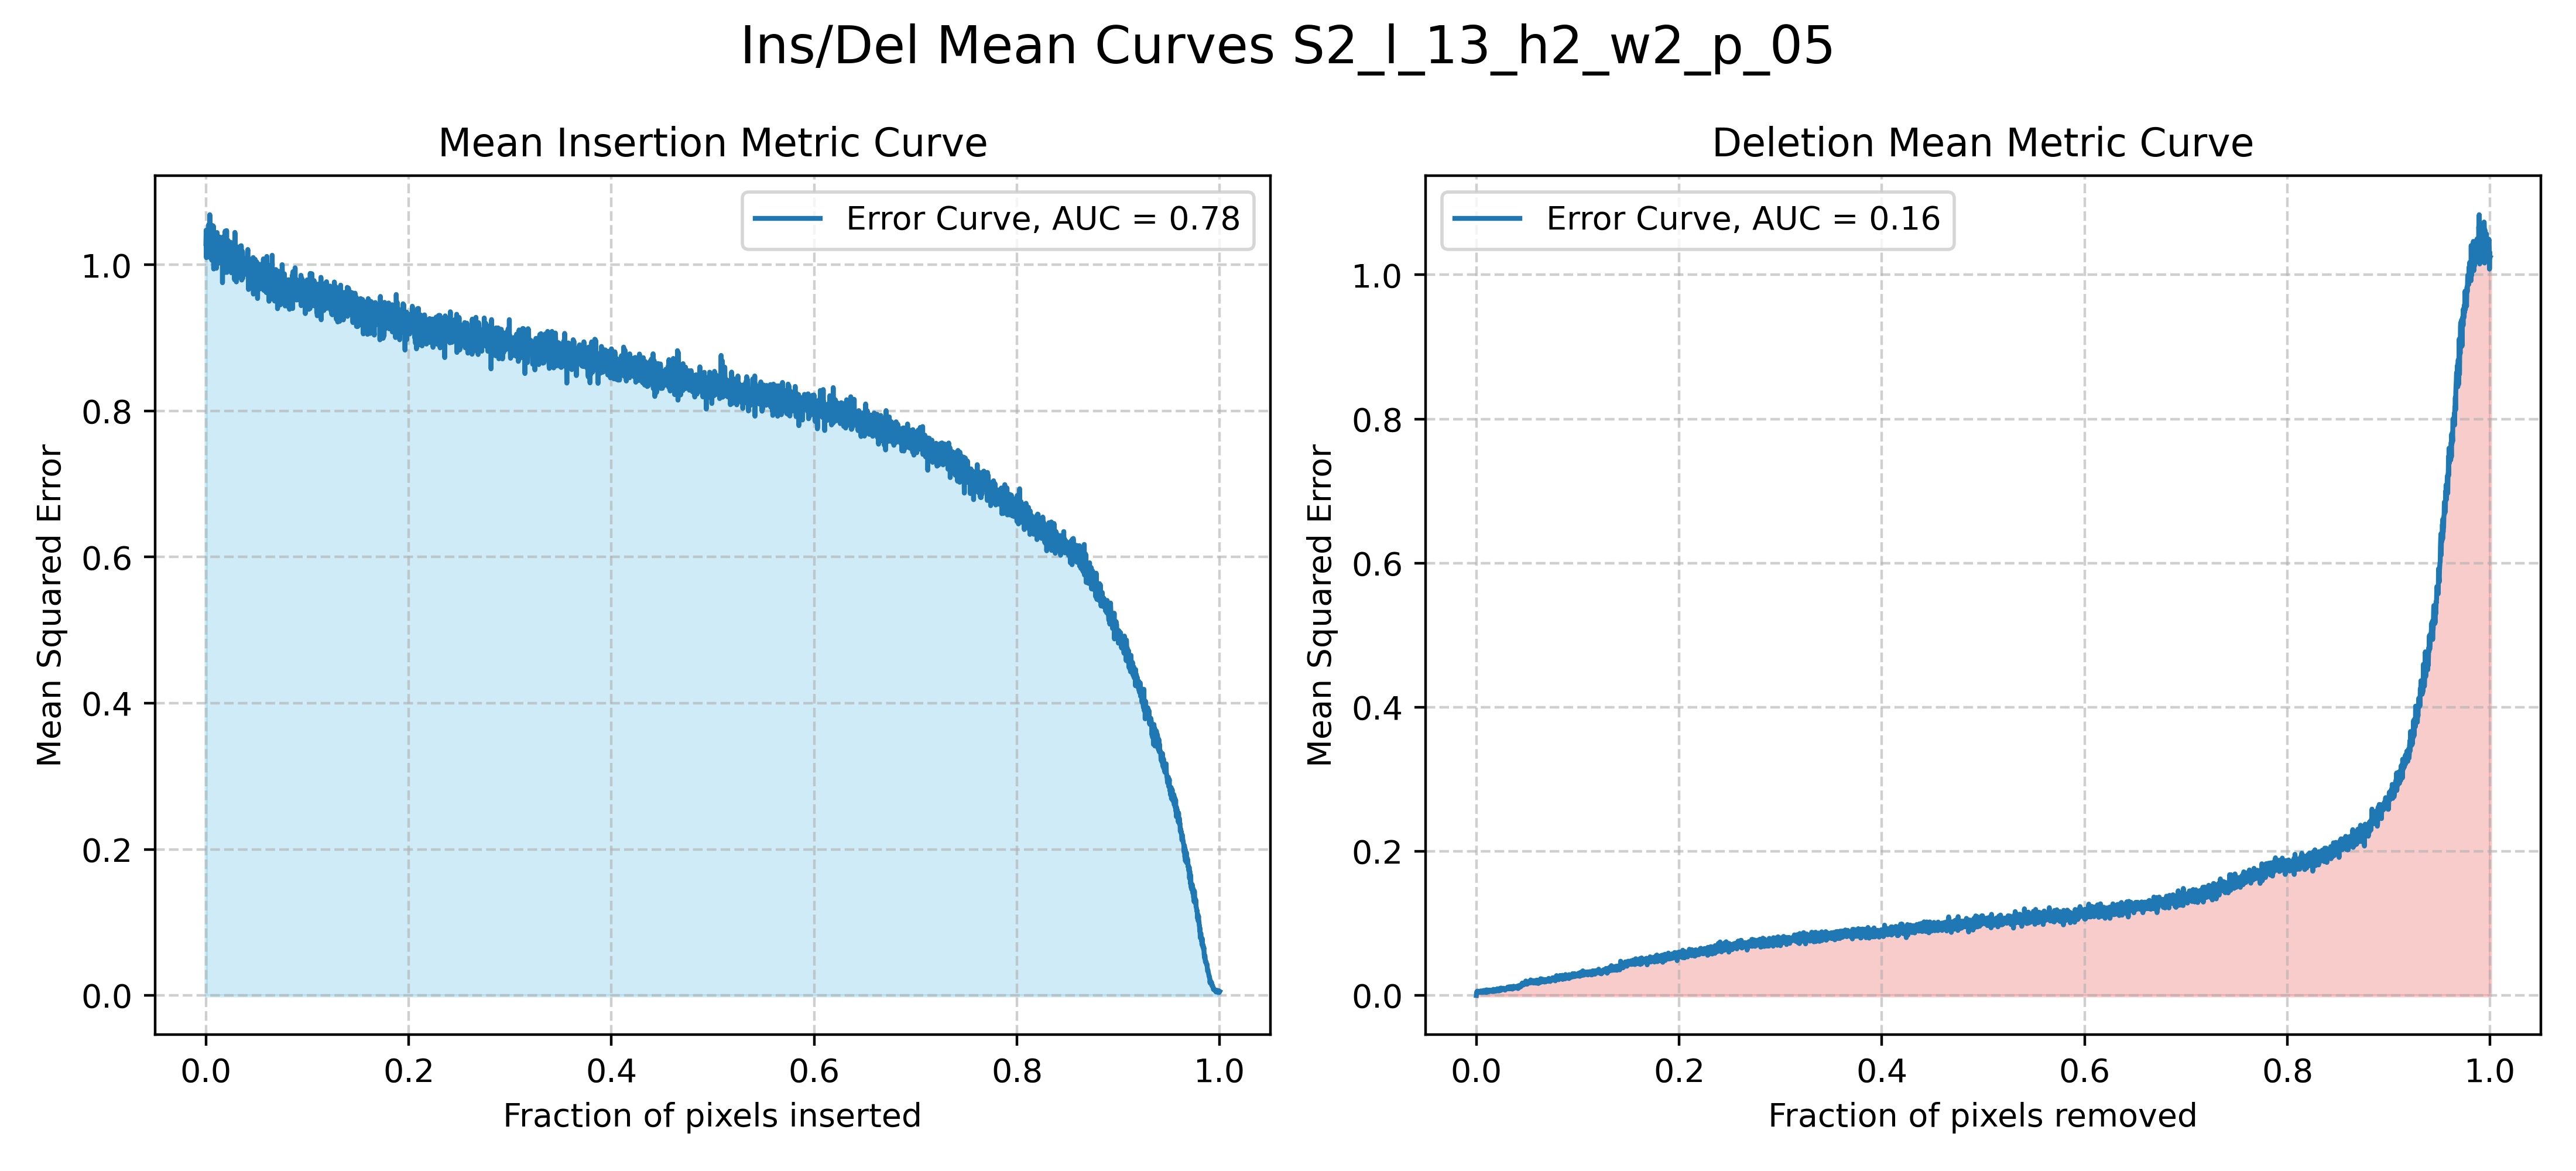 Ins/Del Mean Curves S2_l_13_h2_w2_p_05
Mean Insertion Metric Curve
Error Curve, AUC = 0.78
Mean Squared Error
1.0
0.8
0.6
0.4
0.2
0.0
0.0 0.2 0.4 0.6 0.8 1.0
Fraction of pixels inserted
Deletion Mean Metric Curve
Error Curve, AUC = 0.16
Mean Squared Error
1.0
0.8
0.6
0.4
0.2
0.0
0.0 0.2 0.4 0.6 0.8 1.0
Fraction of pixels removed